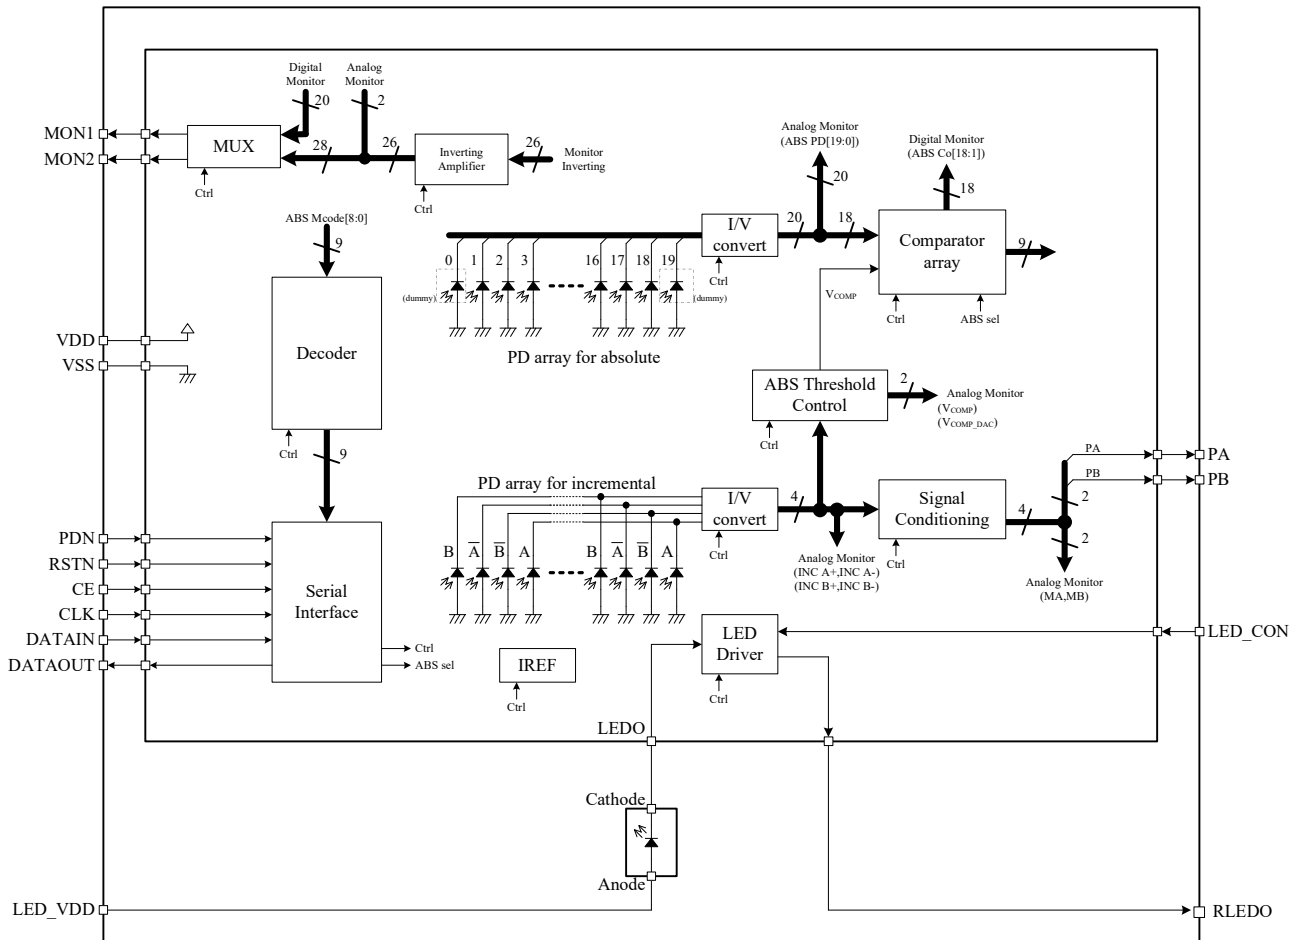 Digital
Monitor
20
Analog
Monitor
2
MON1
MON2
MUX
Ctrl
28
26
Inverting
Amplifier
Ctrl
26
Monitor
Inverting
ABS Mcode[8:0]
9
Decoder
Ctrl
9
VDD
VSS
0
1
2
3
16
17
18
19
(dummy)
(dummy)
PD array for absolute
I/V
convert
Ctrl
20
Analog Monitor
(ABS PD[19:0])
20
18
Digital Monitor
(ABS Co[18:1])
18
Comparator
array
9
Ctrl
ABS sel
VCOMP
ABS Threshold
Control
Ctrl
2
Analog Monitor
(VCOMP)
(VCOMP_DAC)
PD array for incremental
B
A̅
B̅
A
B
A̅
B̅
A
I/V
convert
Ctrl
4
Analog Monitor
(INC A+,INC A-)
(INC B+,INC B-)
Signal
Conditioning
Ctrl
4
PA
PB
2
2
Analog Monitor
(MA,MB)
PA
PB
PDN
RSTN
CE
CLK
DATAIN
DATAOUT
Serial
Interface
Ctrl
ABS sel
IREF
Ctrl
LED
Driver
Ctrl
LED_CON
LEDO
Cathode
Anode
LED_VDD
RLEDO